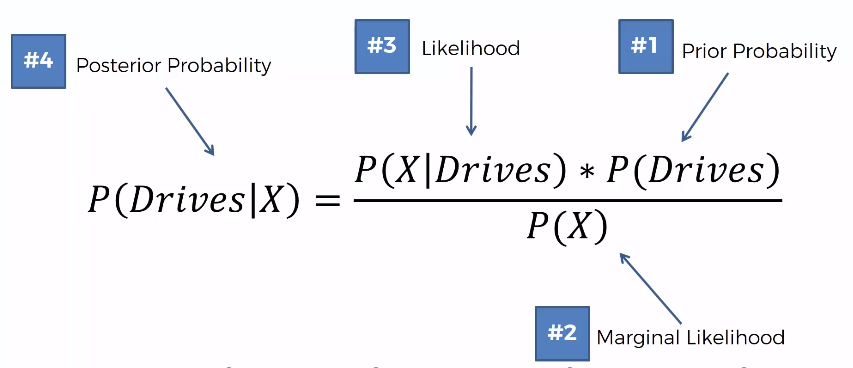 #4 Posterior Probability
#3 Likelihood
#1 Prior Probability
P(Drives|X) = P(X|Drives) * P(Drives)
P(X)
#2 Marginal Likelihood